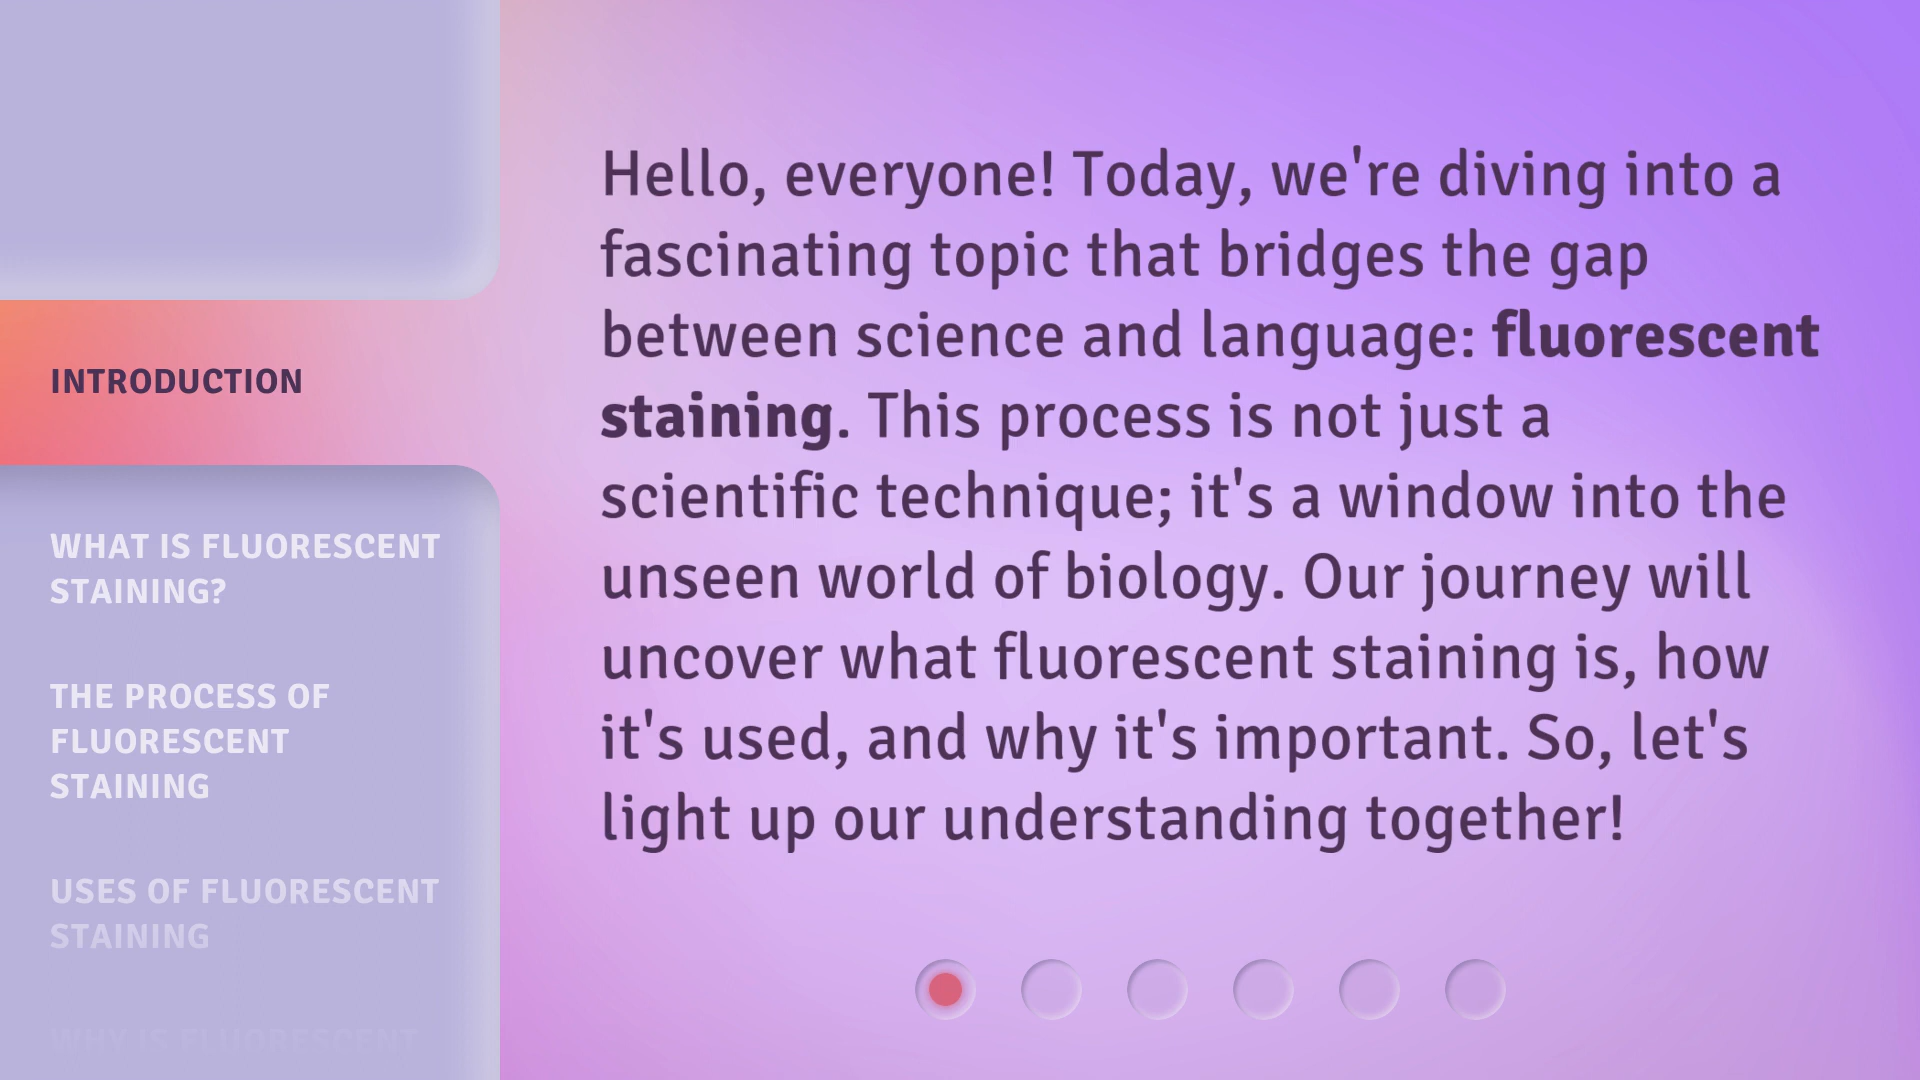 INTRODUCTION
WHAT IS FLUORESCENT
STAINING?
THE PROCESS OF
FLUORESCENT
STAINING
USES OF FLUORESCENT
STAINING
WHY IS FLUORESCENT
Hello, everyone! Today, we're diving into a
fascinating topic that bridges the gap
between science and language: fluorescent
staining. This process is not just a
scientific technique; it's a window into the
unseen world of biology. Our journey will
uncover what fluorescent staining is, how
it's used, and why it's important. So, let's
light up our understanding together!